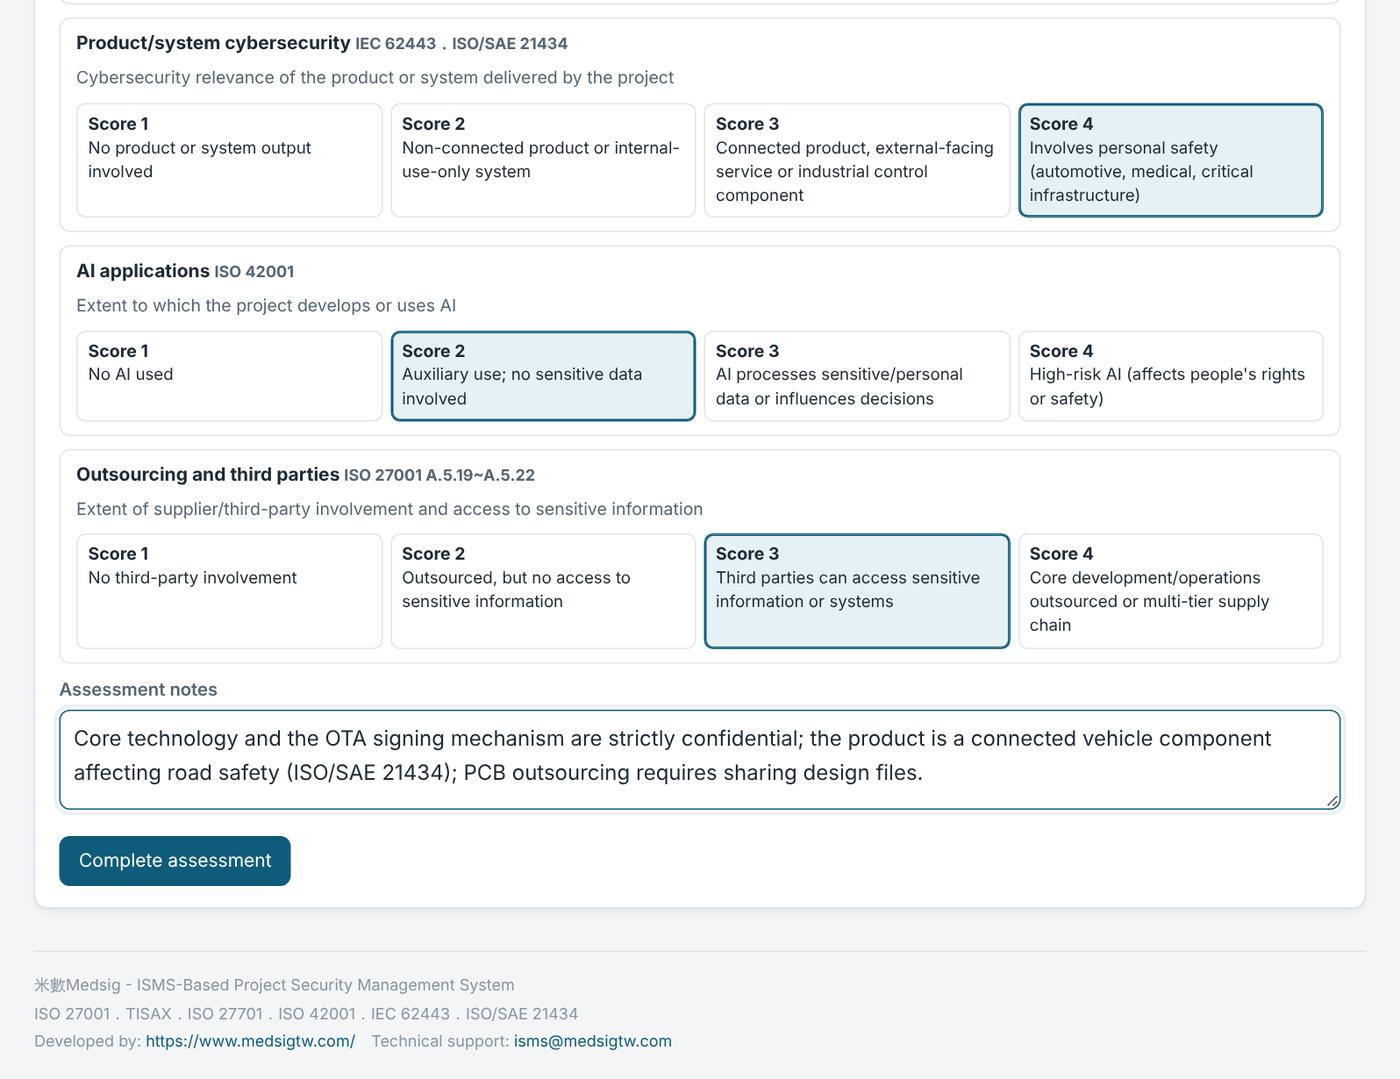 Product/system cybersecurity IEC 62443 . ISO/SAE 21434
Cybersecurity relevance of the product or system delivered by the project
Score 1
No product or system output
involved
Score 2
Non-connected product or internal-
use-only system
Score 3
Connected product, external-facing
service or industrial control
component
Score 4
Involves personal safety
(automotive, medical, critical
infrastructure)
AI applications ISO 42001
Extent to which the project develops or uses AI
Score 1
No AI used
Score 2
Auxiliary use; no sensitive data
involved
Score 3
AI processes sensitive/personal
data or influences decisions
Score 4
High-risk AI (affects people's rights
or safety)
Outsourcing and third parties ISO 27001 A.5.19~A.5.22
Extent of supplier/third-party involvement and access to sensitive information
Score 1
No third-party involvement
Score 2
Outsourced, but no access to
sensitive information
Score 3
Third parties can access sensitive
information or systems
Score 4
Core development/operations
outsourced or multi-tier supply
chain
Assessment notes
Core technology and the OTA signing mechanism are strictly confidential; the product is a connected vehicle component
affecting road safety (ISO/SAE 21434); PCB outsourcing requires sharing design files.
Complete assessment
米數Medsig - ISMS-Based Project Security Management System
ISO 27001 . TISAX . ISO 27701 . ISO 42001 . IEC 62443 . ISO/SAE 21434
Developed by: https://www.medsigtw.com/ Technical support: isms@medsigtw.com